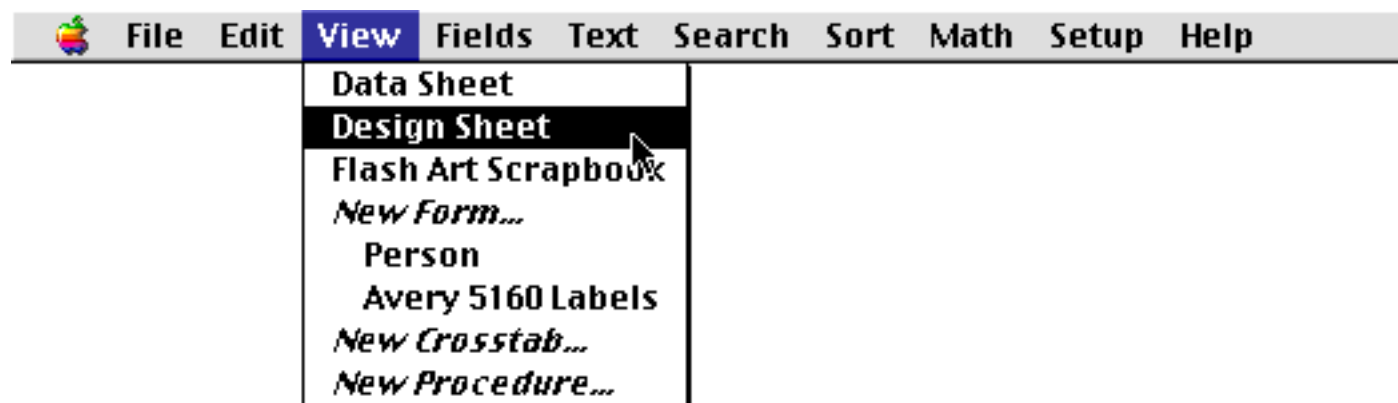 File Edit View Fields Text Search Sort Math Setup Help
Data Sheet
Design Sheet
Flash Art Scrapbook
New Form...
Person
Avery 5160 Labels
New Crosstab...
New Procedure...